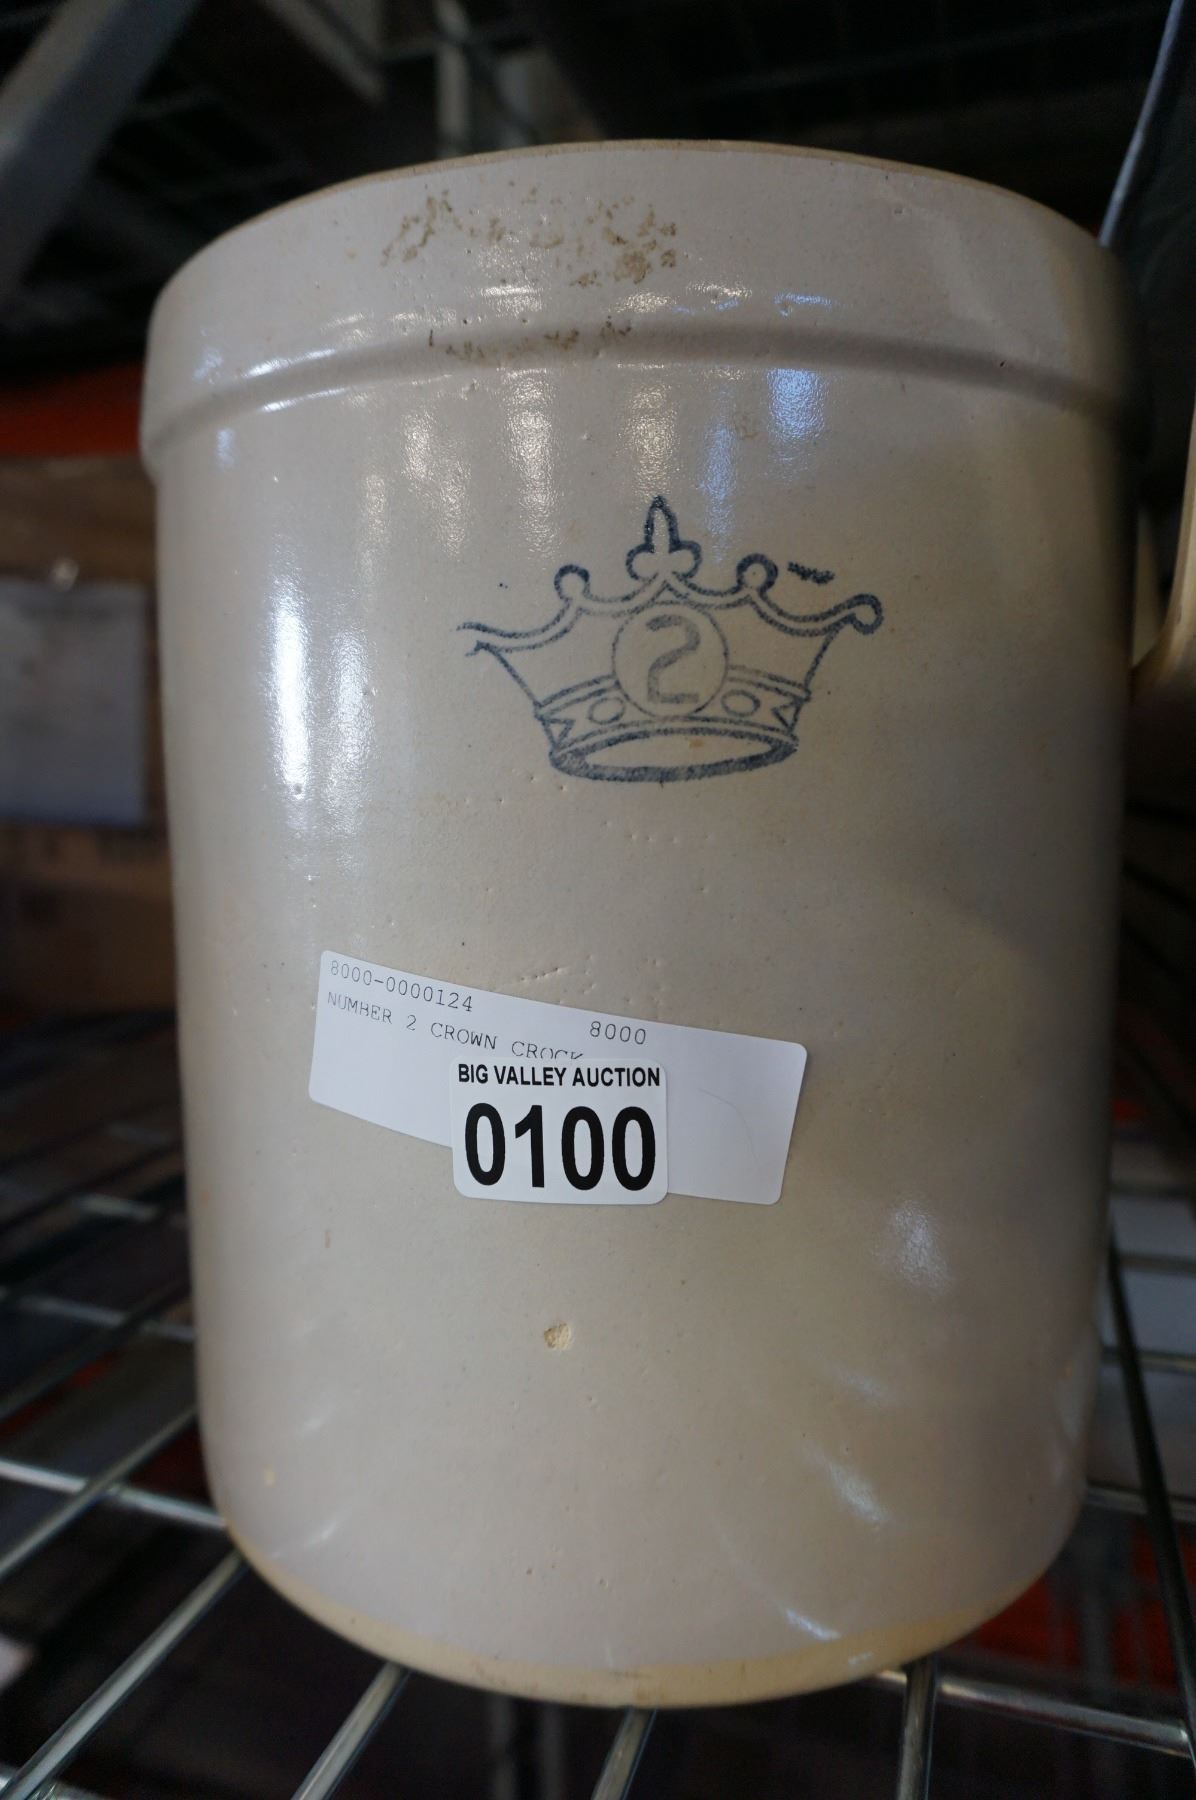 2
8000-0000124
8000
NUMBER 2 CROWN CROCK
BIG VALLEY AUCTION
0100